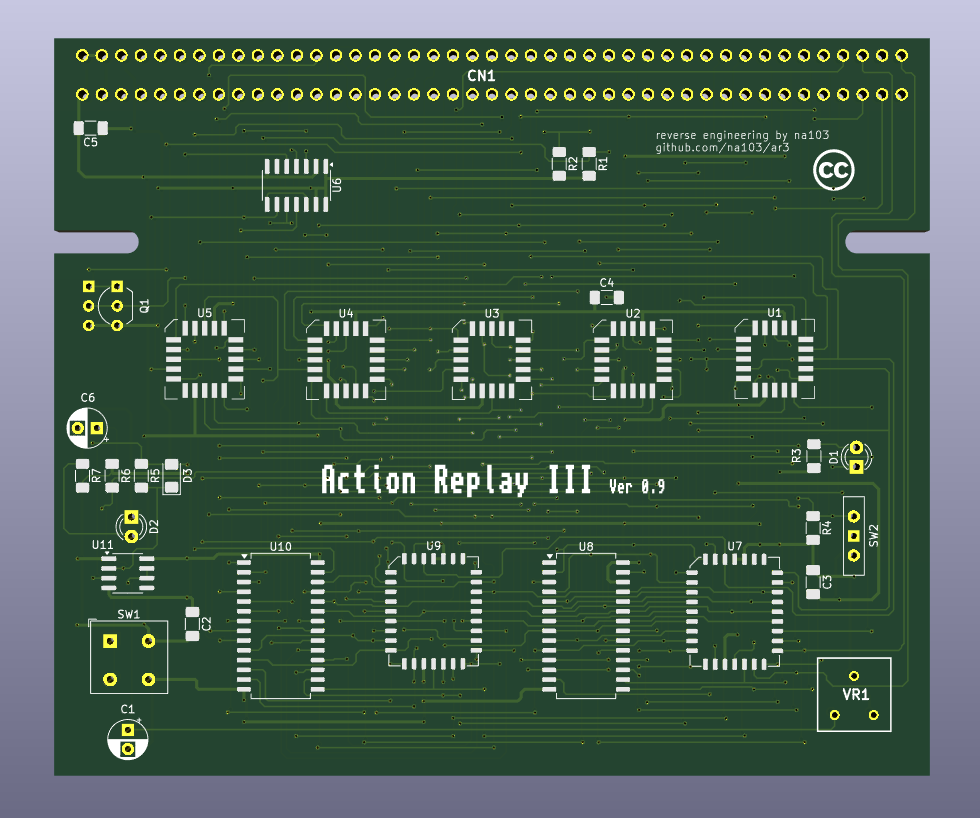 CN1
C5
reverse engineering by na103
github.com/na103/ar3
CC
R2
R1
U6
Q1
C4
U5
U4
U3
U2
U1
C6
+
R3
D1
R7
R6
R5
D3
Action Replay III Ver 0.9
D2
R4
SW2
U11
U10
U9
U8
U7
C3
SW1
C2
VR1
C1
+